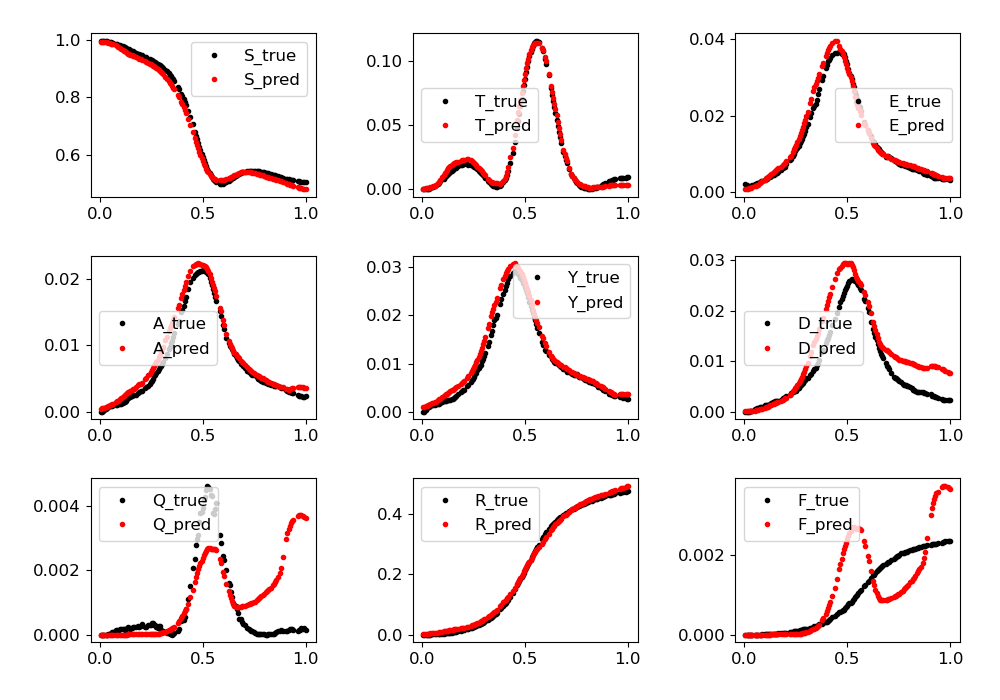 1.0
0.8
0.6
S_true
S_pred
0.0 0.5 1.0
0.10
0.05
0.00
T_true
T_pred
0.0 0.5 1.0
0.04
0.02
0.00
E_true
E_pred
0.0 0.5 1.0
0.02
0.01
0.00
A_true
A_pred
0.0 0.5 1.0
0.03
0.02
0.01
0.00
Y_true
Y_pred
0.0 0.5 1.0
0.03
0.02
0.01
0.00
D_true
D_pred
0.0 0.5 1.0
0.004
0.002
0.000
Q_true
Q_pred
0.0 0.5 1.0
0.4
0.2
0.0
R_true
R_pred
0.0 0.5 1.0
0.002
0.000
F_true
F_pred
0.0 0.5 1.0